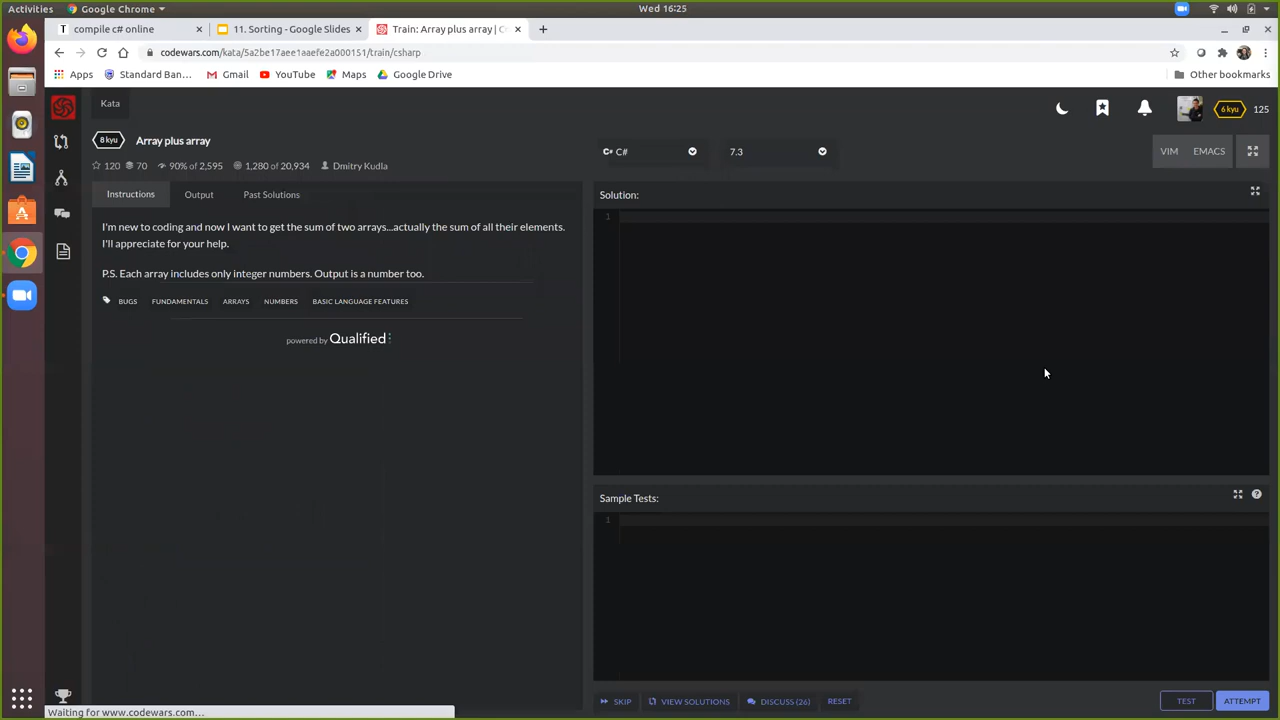 Activities
Google Chrome
Wed 16:25
compile c# online
11. Sorting - Google Slides
Train: Array plus array | C
codewars.com/kata/5a2be17aee1aaefe2a000151/train/csharp
Apps
Standard Ban...
Gmail
YouTube
Maps
Google Drive
Other bookmarks
Kata
6 kyu
125
8 kyu
Array plus array
C#
7.3
VIM
EMACS
120
70
90% of 2,595
1,280 of 20,934
Dmitry Kudla
Instructions
Output
Past Solutions
Solution:
I'm new to coding and now I want to get the sum of two arrays...actually the sum of all their elements.
I'll appreciate for your help.
P.S. Each array includes only integer numbers. Output is a number too.
BUGS
FUNDAMENTALS
ARRAYS
NUMBERS
BASIC LANGUAGE FEATURES
powered by Qualified
1
Sample Tests:
1
SKIP
VIEW SOLUTIONS
DISCUSS (26)
RESET
TEST
ATTEMPT
Waiting for www.codewars.com...